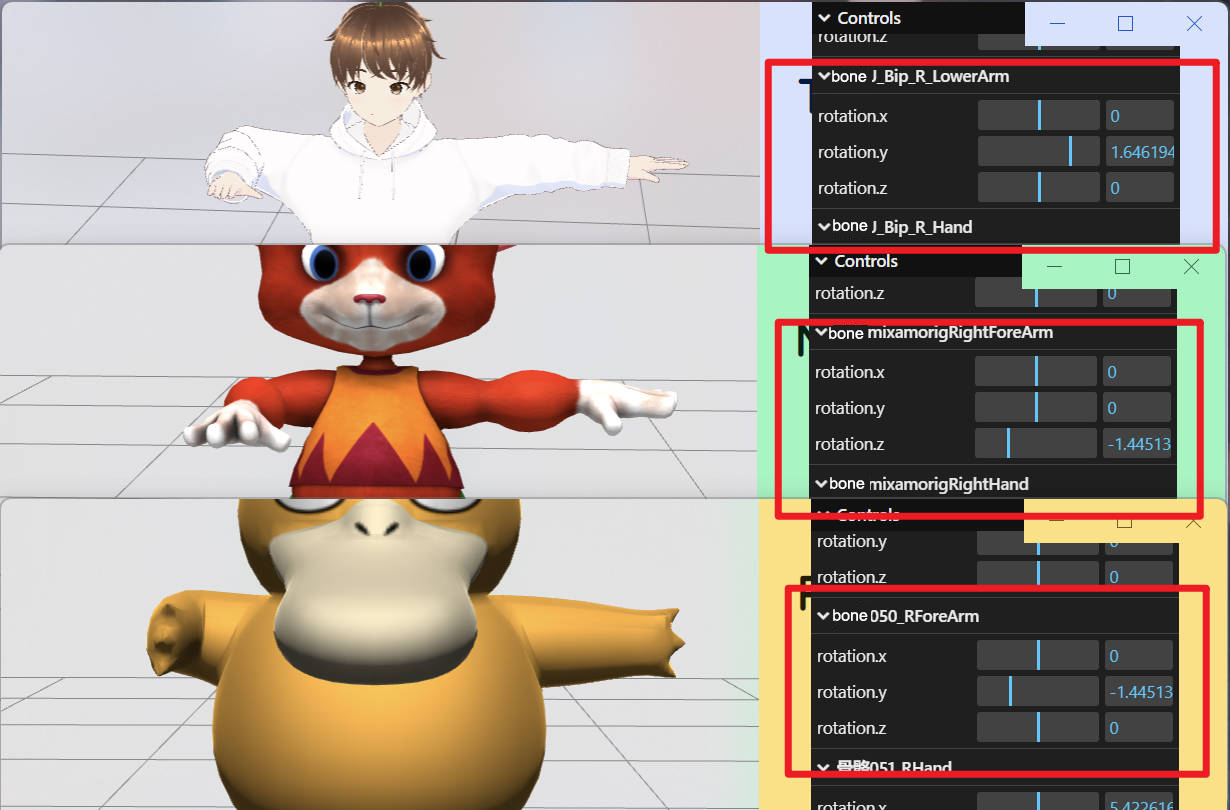 Controls
rotation.z
bone J_Bip_R_LowerArm
rotation.x 0
rotation.y 1.646194
rotation.z 0
bone J_Bip_R_Hand
Controls
rotation.z 0
bone mixamorigRightForeArm
rotation.x 0
rotation.y 0
rotation.z -1.44513
bone mixamorigRightHand
Controls
rotation.y 0
rotation.z 0
bone 050_RForeArm
rotation.x 0
rotation.y -1.44513
rotation.z 0
骨骼051_RHand
rotation.x 5.422616